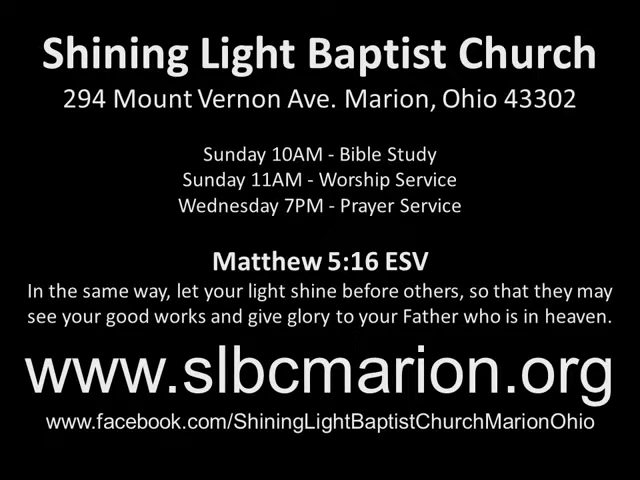 Shining Light Baptist Church
294 Mount Vernon Ave. Marion, Ohio 43302
Sunday 10AM - Bible Study
Sunday 11AM - Worship Service
Wednesday 7PM - Prayer Service
Matthew 5:16 ESV
In the same way, let your light shine before others, so that they may
see your good works and give glory to your Father who is in heaven.
www.slbcmarion.org
www.facebook.com/ShiningLightBaptistChurchMarionOhio